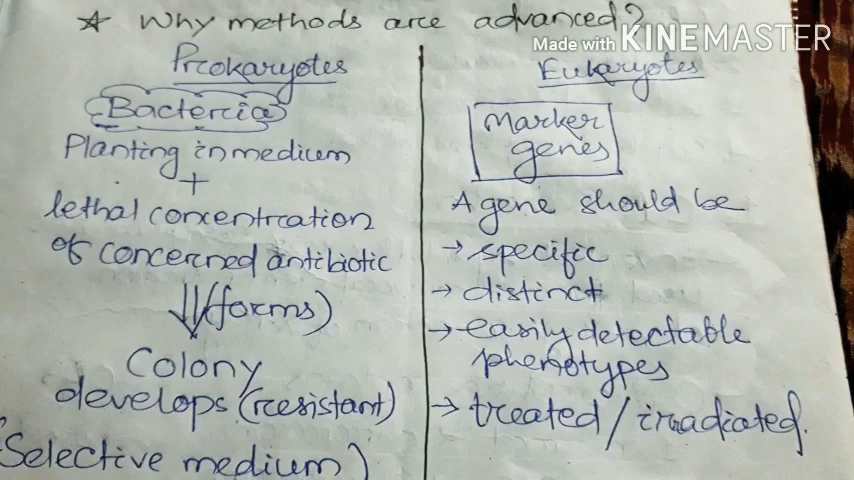 ★ Why methods are advanced?
Made with KINEMASTER
Prokaryotes
Bacteria
Planting in medium
+
lethal concentration
of concerned antibiotic
⇓ (forms)
Colony
develops (resistant)
Selective medium)
Eukaryotes
Marker
genes
A gene should be
→ specific
→ distinct
→ easily detectable
phenotypes
→ treated / irradiated.